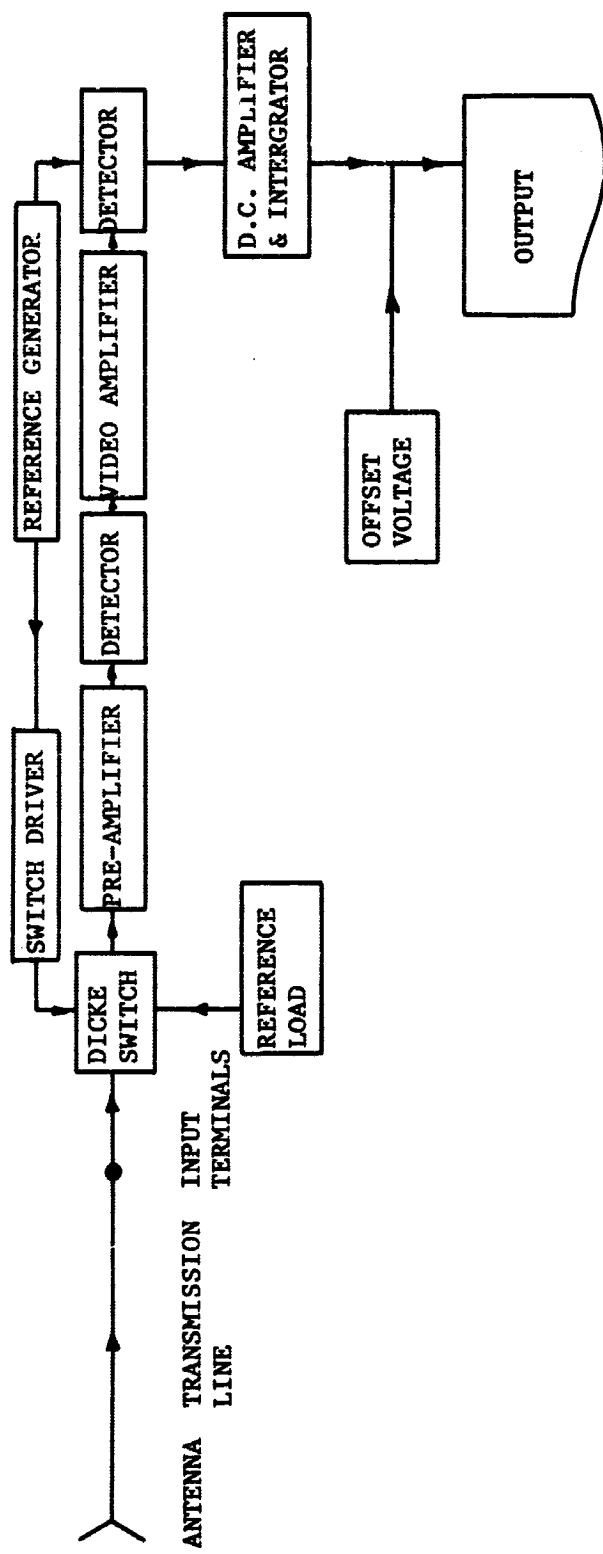 SWITCH DRIVER
REFERENCE GENERATOR
DICKE
SWITCH
PRE-AMPLIFIER
DETECTOR
VIDEO AMPLIFIER
DETECTOR
ANTENNA
TRANSMISSION
LINE
INPUT
TERMINALS
REFERENCE
LOAD
D.C. AMPLIFIER
& INTERGRATOR
OFFSET
VOLTAGE
OUTPUT